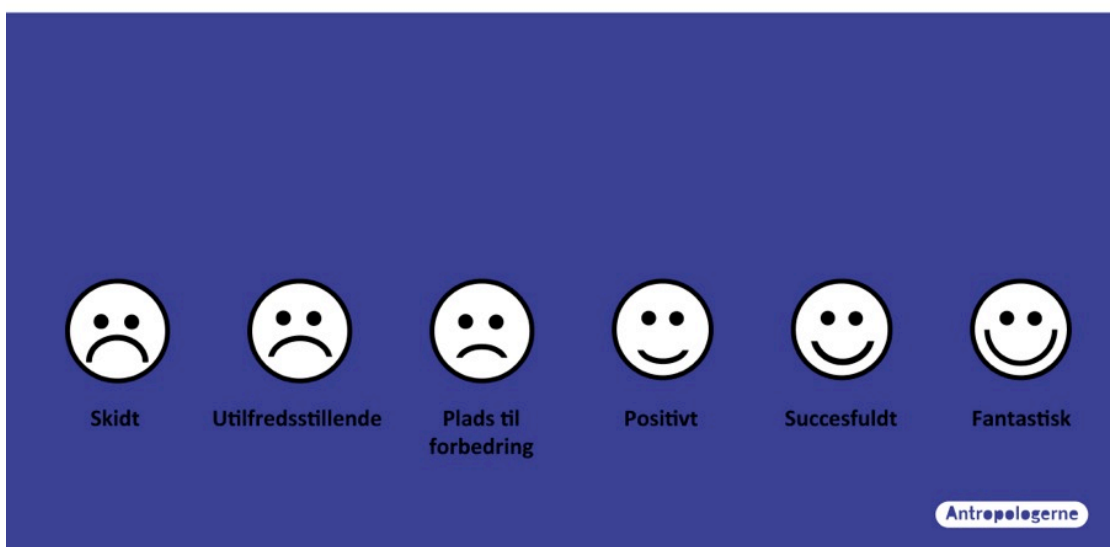 Skidt
Utilfredsstillende
Plads til
forbedring
Positivt
Succesfuldt
Fantastisk
Antropologerne